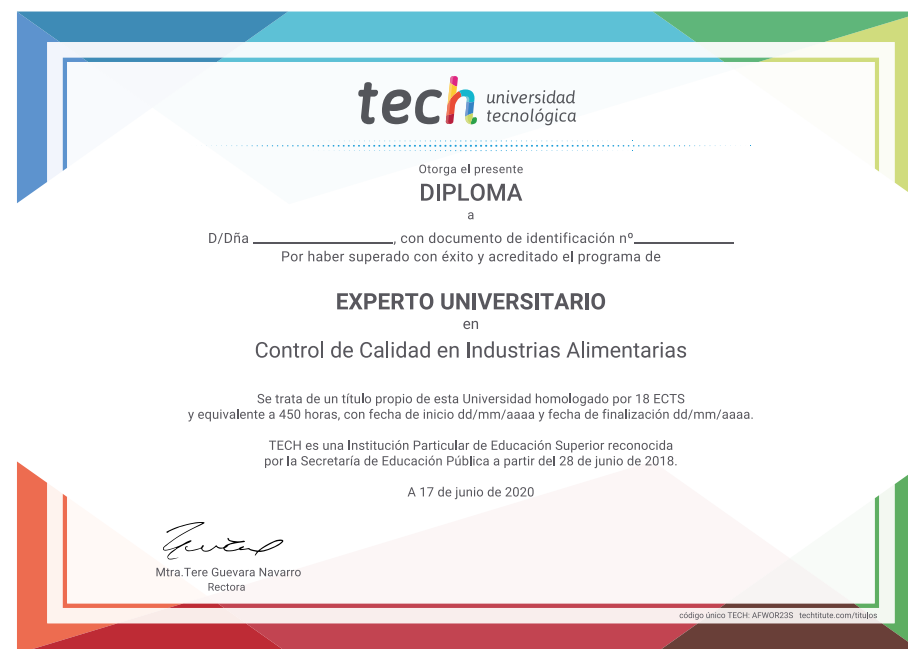 tech universidad
tecnológica
Otorga el presente
DIPLOMA
a
D/Dña ____________________, con documento de identificación nº______________
Por haber superado con éxito y acreditado el programa de
EXPERTO UNIVERSITARIO
en
Control de Calidad en Industrias Alimentarias
Se trata de un título propio de esta Universidad homologado por 18 ECTS
y equivalente a 450 horas, con fecha de inicio dd/mm/aaaa y fecha de finalización dd/mm/aaaa.
TECH es una Institución Particular de Educación Superior reconocida
por la Secretaría de Educación Pública a partir del 28 de junio de 2018.
A 17 de junio de 2020
Mtra.Tere Guevara Navarro
Rectora
código único TECH: AFWOR23S techtitute.com/titulos